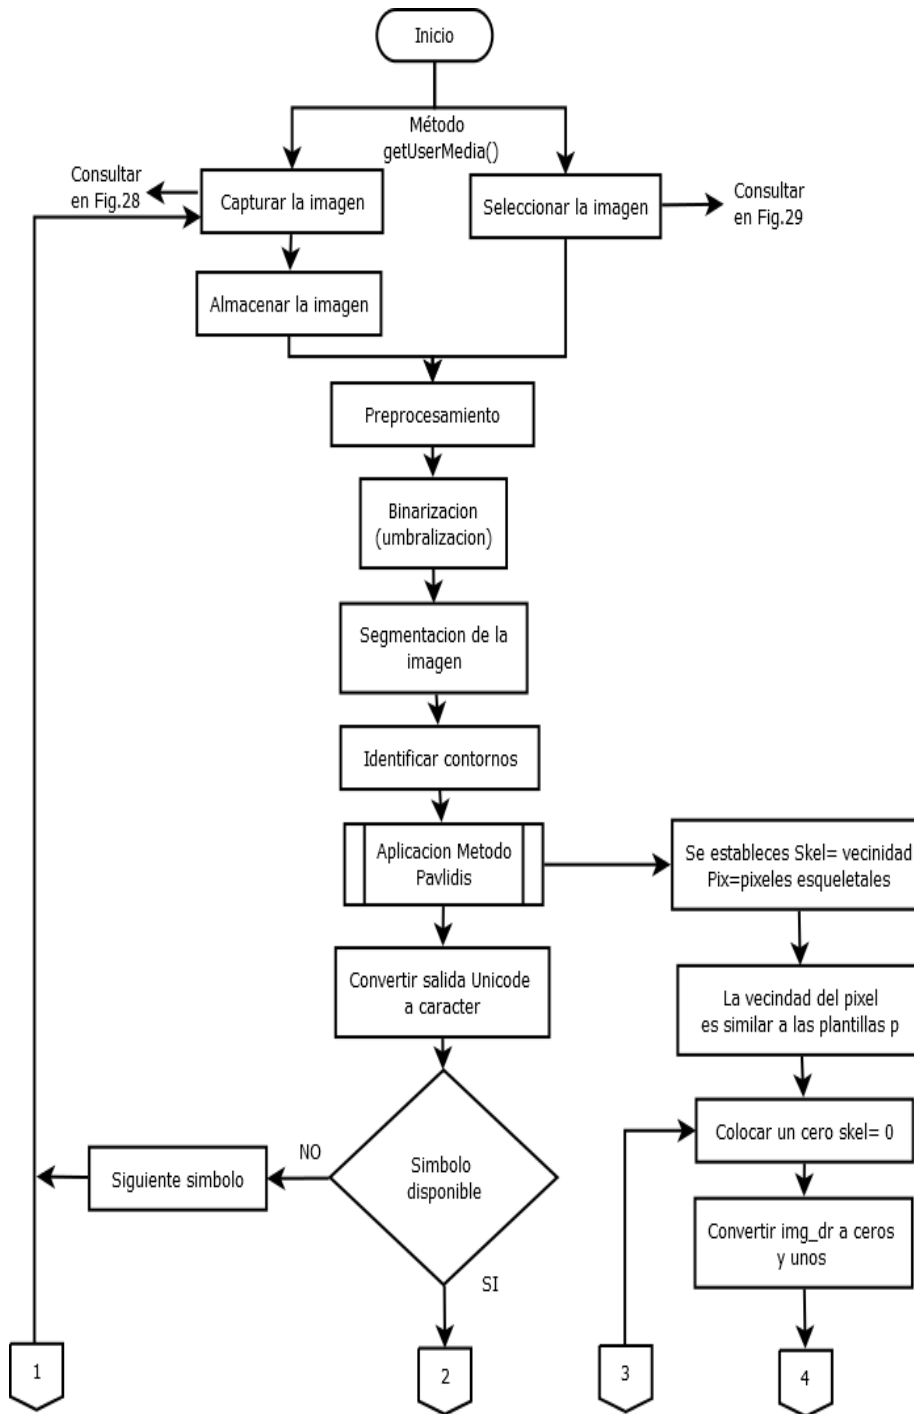 Inicio
Método
getUserMedia()
Consultar
en Fig.28
Capturar la imagen
Seleccionar la imagen
Consultar
en Fig.29
Almacenar la imagen
Preprocesamiento
Binarizacion
(umbralizacion)
Segmentacion de la
imagen
Identificar contornos
Aplicacion Metodo
Pavlidis
Se estableces Skel= vecinidad
Pix=pixeles esqueletales
Convertir salida Unicode
a caracter
La vecindad del pixel
es similar a las plantillas p
Colocar un cero skel= 0
NO
Simbolo
disponible
Siguiente simbolo
Convertir img_dr a ceros
y unos
SI
1
2
3
4